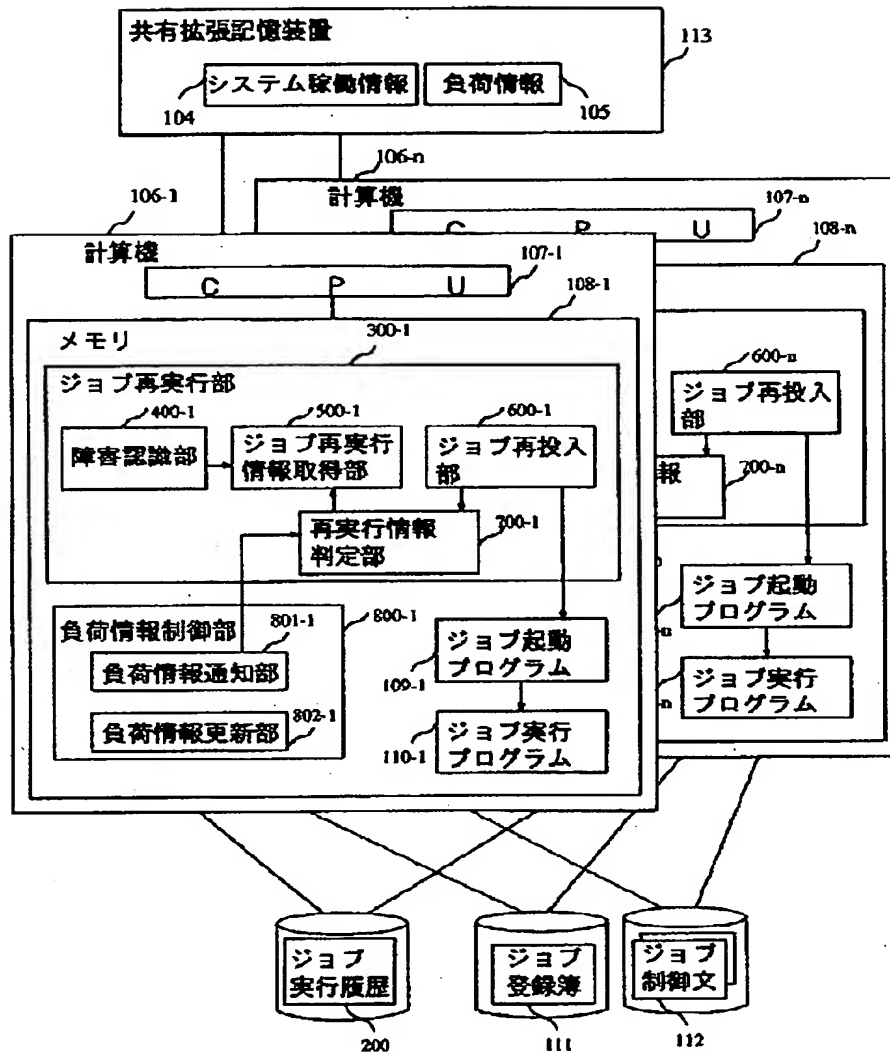 共有拡張記憶装置
113
システム稼働情報
負荷情報
104
105
106-n
計算機
107-n
C P U
108-n
106-1
計算機
107-1
C P U
108-1
メモリ
300-1
ジョブ再実行部
400-1
500-1
600-1
600-n
障害認識部
ジョブ再実行
情報取得部
ジョブ再投入
部
ジョブ再投入
部
報
700-n
700-1
再実行情報
判定部
負荷情報制御部
801-1
800-1
負荷情報通知部
802-1
負荷情報更新部
ジョブ起動
プログラム
109-1
ジョブ実行
プログラム
110-1
ジョブ起動
プログラム
n
ジョブ実行
プログラム
n
ジョブ
実行履歴
200
ジョブ
登録簿
111
ジョブ
制御文
112